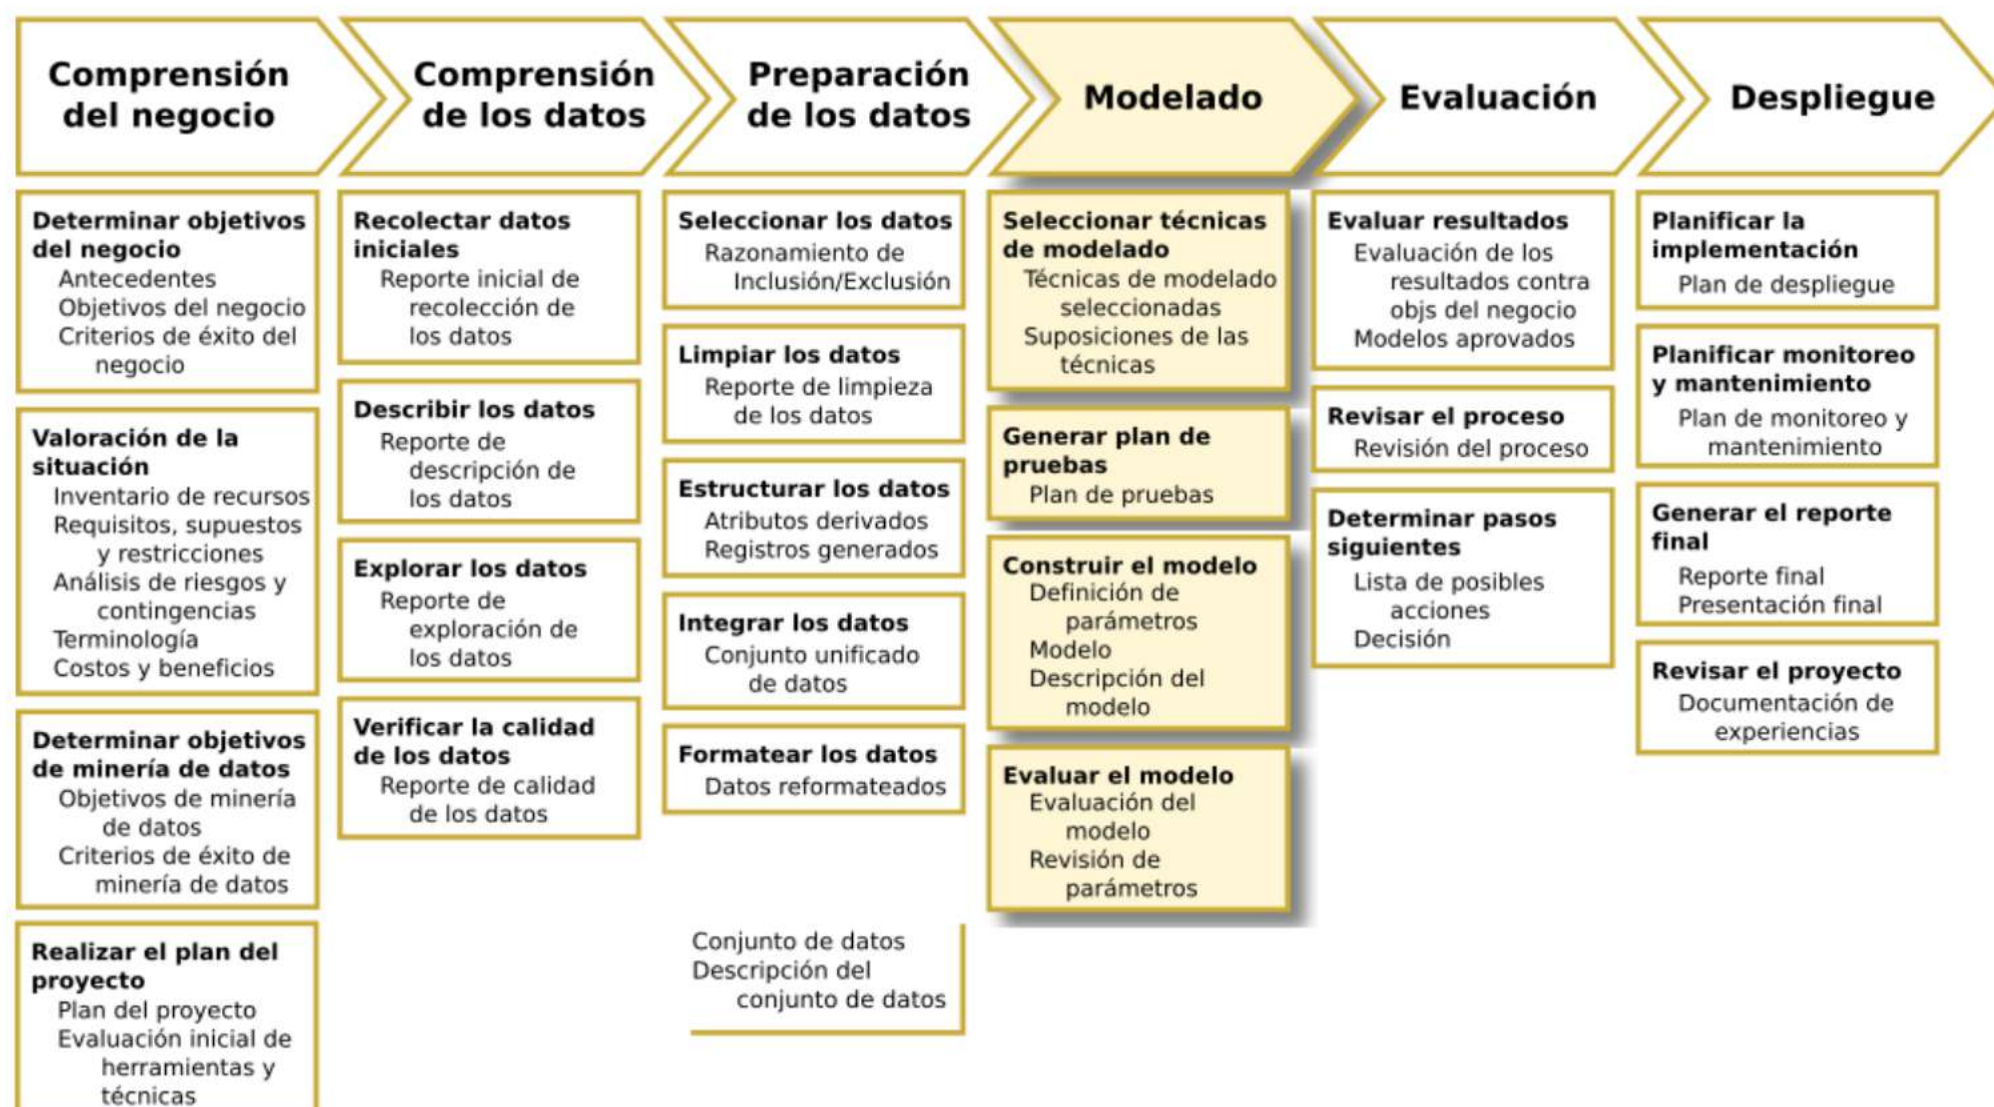 Comprensión
del negocio
Comprensión
de los datos
Preparación
de los datos
Modelado
Evaluación
Despliegue
Determinar objetivos
del negocio
Antecedentes
Objetivos del negocio
Criterios de éxito del
negocio
Valoración de la
situación
Inventario de recursos
Requisitos, supuestos
y restricciones
Análisis de riesgos y
contingencias
Terminología
Costos y beneficios
Determinar objetivos
de minería de datos
Objetivos de minería
de datos
Criterios de éxito de
minería de datos
Realizar el plan del
proyecto
Plan del proyecto
Evaluación inicial de
herramientas y
técnicas
Recolectar datos
iniciales
Reporte inicial de
recolección de
los datos
Describir los datos
Reporte de
descripción de
los datos
Explorar los datos
Reporte de
exploración de
los datos
Verificar la calidad
de los datos
Reporte de calidad
de los datos
Seleccionar los datos
Razonamiento de
Inclusión/Exclusión
Limpiar los datos
Reporte de limpieza
de los datos
Estructurar los datos
Atributos derivados
Registros generados
Integrar los datos
Conjunto unificado
de datos
Formatear los datos
Datos reformateados
Conjunto de datos
Descripción del
conjunto de datos
Seleccionar técnicas
de modelado
Técnicas de modelado
seleccionadas
Suposiciones de las
técnicas
Generar plan de
pruebas
Plan de pruebas
Construir el modelo
Definición de
parámetros
Modelo
Descripción del
modelo
Evaluar el modelo
Evaluación del
modelo
Revisión de
parámetros
Evaluar resultados
Evaluación de los
resultados contra
objs del negocio
Modelos aprovados
Revisar el proceso
Revisión del proceso
Determinar pasos
siguientes
Lista de posibles
acciones
Decisión
Planificar la
implementación
Plan de despliegue
Planificar monitoreo
y mantenimiento
Plan de monitoreo y
mantenimiento
Generar el reporte
final
Reporte final
Presentación final
Revisar el proyecto
Documentación de
experiencias